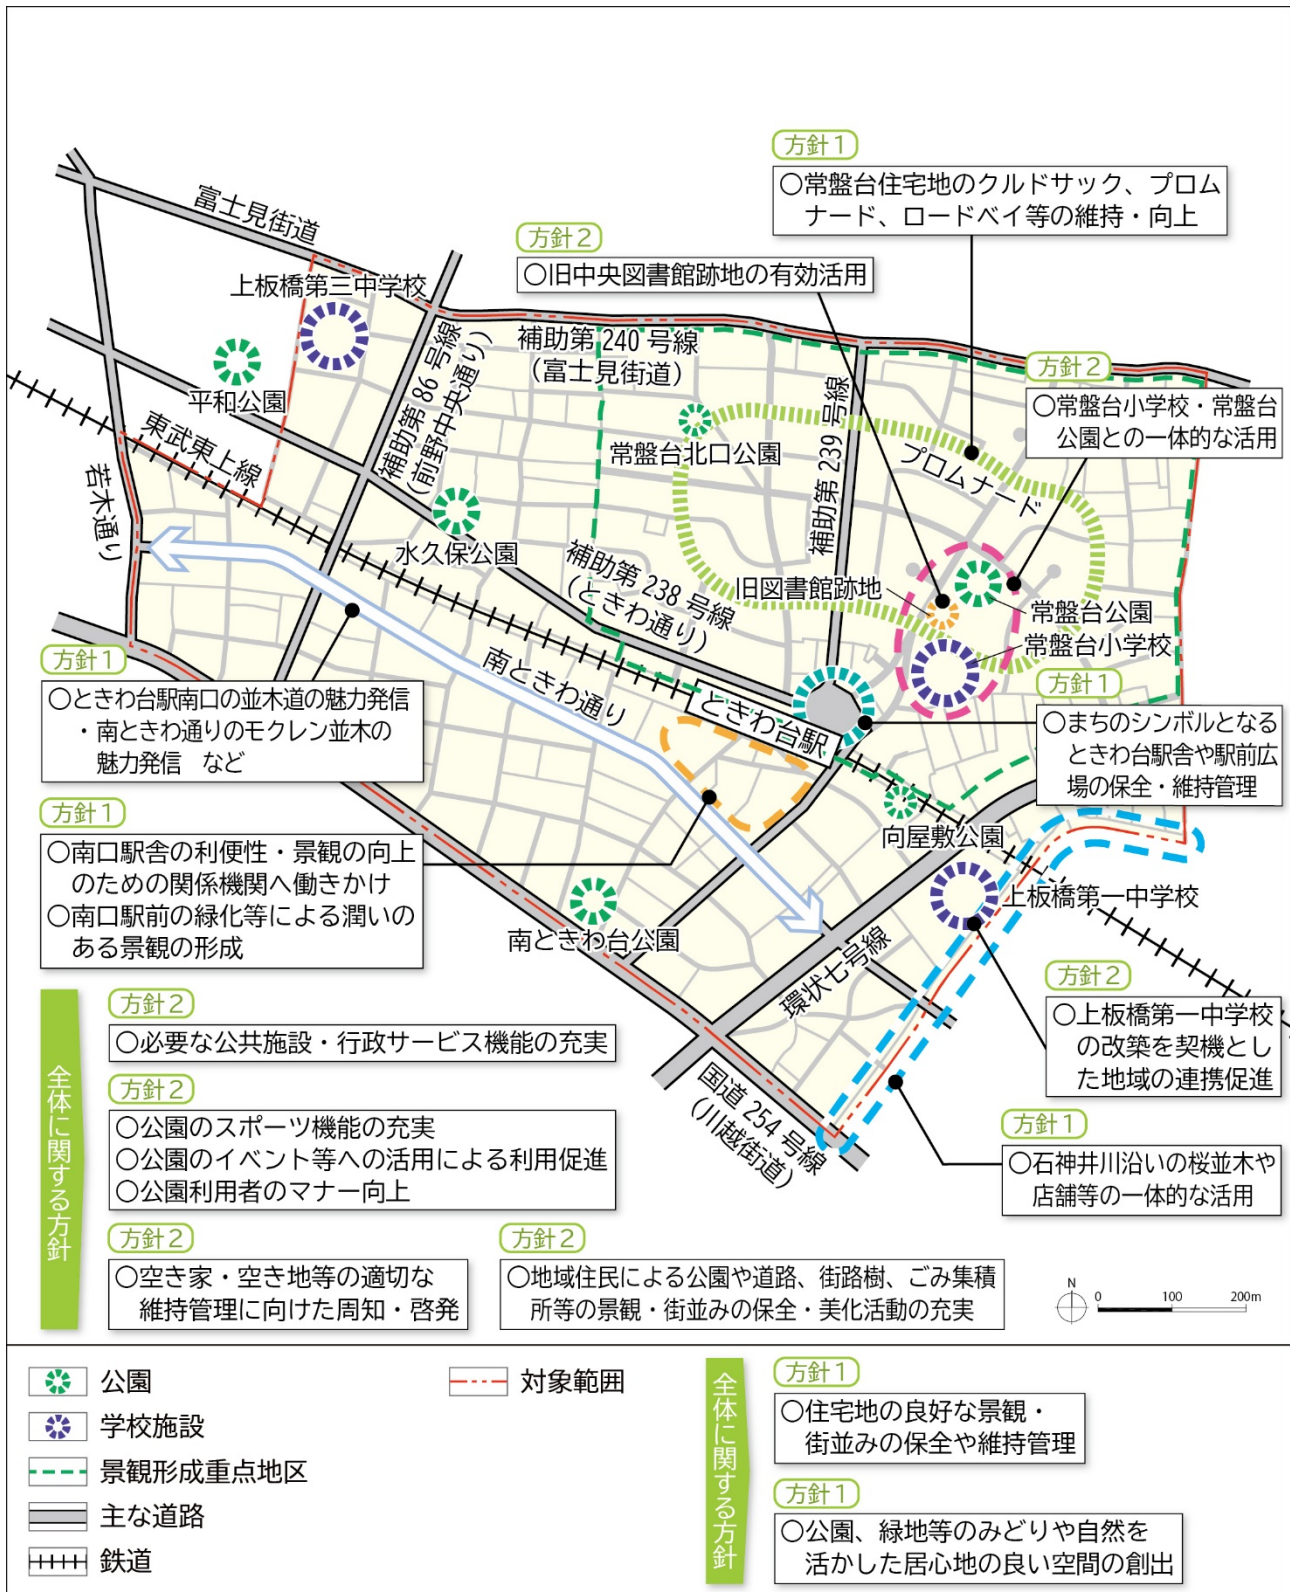 方針1
○常盤台住宅地のクルドサック、プロム
ナード、ロードベイ等の維持・向上
方針2
○旧中央図書館跡地の有効活用
富士見街道
上板橋第三中学校
平和公園
東武東上線
若木通り
補助第86号線
(前野中央通り)
補助第240号線
(富士見街道)
常盤台北口公園
補助第239号線
プロムナード
方針2
○常盤台小学校・常盤台
公園との一体的な活用
水久保公園
補助第238号線
(ときわ通り)
旧図書館跡地
常盤台公園
常盤台小学校
南ときわ通り
ときわ台駅
方針1
○ときわ台駅南口の並木道の魅力発信
・南ときわ通りのモクレン並木の
魅力発信 など
方針1
○まちのシンボルとなる
ときわ台駅舎や駅前広
場の保全・維持管理
方針1
○南口駅舎の利便性・景観の向上
のための関係機関へ働きかけ
○南口駅前の緑化等による潤いの
ある景観の形成
向屋敷公園
上板橋第一中学校
南ときわ台公園
環状七号線
国道254号線
(川越街道)
方針2
○上板橋第一中学校
の改築を契機とし
た地域の連携促進
方針1
○石神井川沿いの桜並木や
店舗等の一体的な活用
全体に関する方針
方針2
○必要な公共施設・行政サービス機能の充実
方針2
○公園のスポーツ機能の充実
○公園のイベント等への活用による利用促進
○公園利用者のマナー向上
方針2
○空き家・空き地等の適切な
維持管理に向けた周知・啓発
方針2
○地域住民による公園や道路、街路樹、ごみ集積
所等の景観・街並みの保全・美化活動の充実
N
0 100 200m
公園
学校施設
景観形成重点地区
主な道路
鉄道
対象範囲
全体に関する方針
方針1
○住宅地の良好な景観・
街並みの保全や維持管理
方針1
○公園、緑地等のみどりや自然を
活かした居心地の良い空間の創出